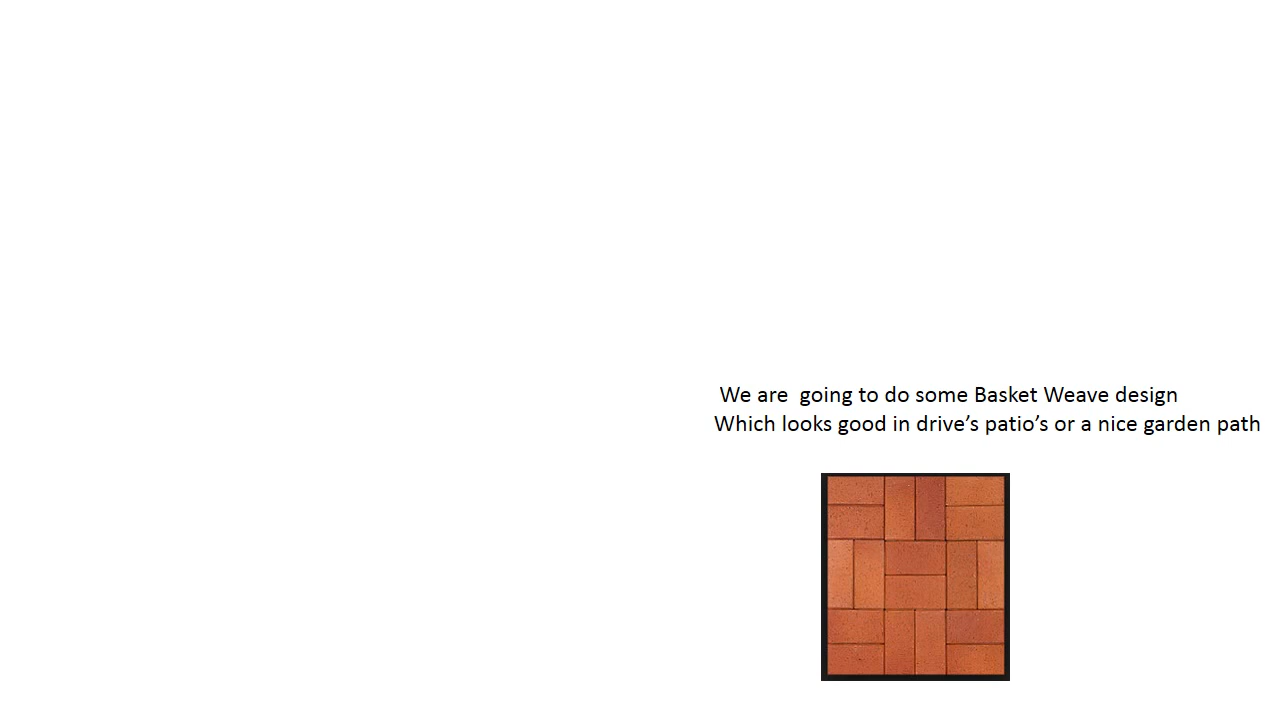 We are  going to do some Basket Weave design
Which looks good in drive’s patio’s or a nice garden path